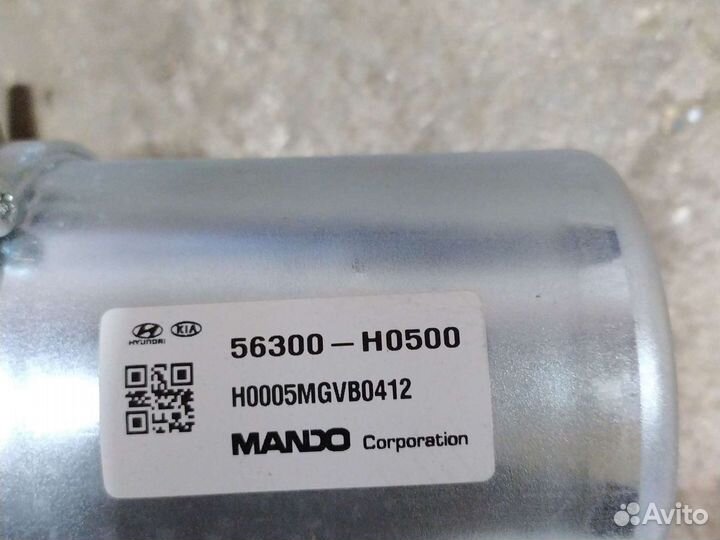 HYUNDAI KIA 56300-H0500
H0005MGVB0412
MANDO Corporation
Avito